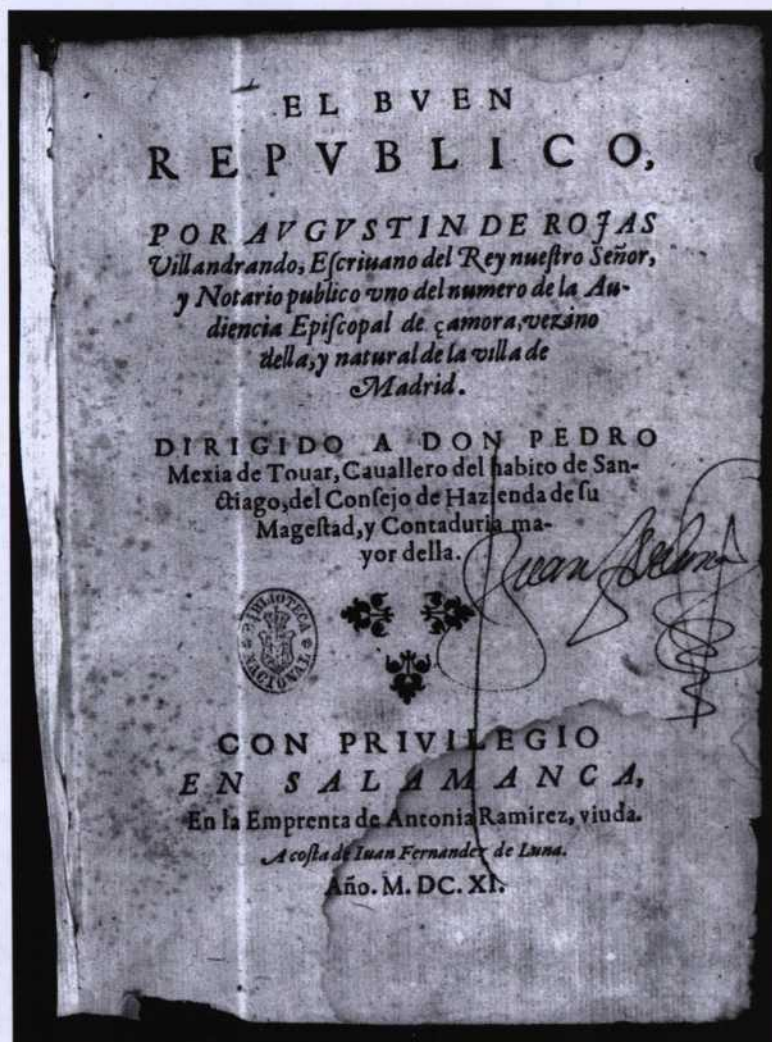 EL BVEN
REPVBLICO,
POR AVGVSTIN DE ROJAS
Villandrando, Eſcriuano del Rey nueſtro Señor,
y Notario publico vno del numero de la Au-
diencia Epiſcopal de çamora, vezino
della, y natural de la villa de
Madrid.
DIRIGIDO A DON PEDRO
Mexia de Touar, Cauallero del habito de San-
ctiago, del Conſejo de Hazienda de ſu
Mageſtad, y Contaduria ma-
yor della.
Juan
BIBLIOTECA NACIONAL
CON PRIVILEGIO
EN SALAMANCA,
En la Emprenta de Antonia Ramirez, viuda.
A coſta de Iuan Fernandez de Luna.
Año. M. DC. XI.